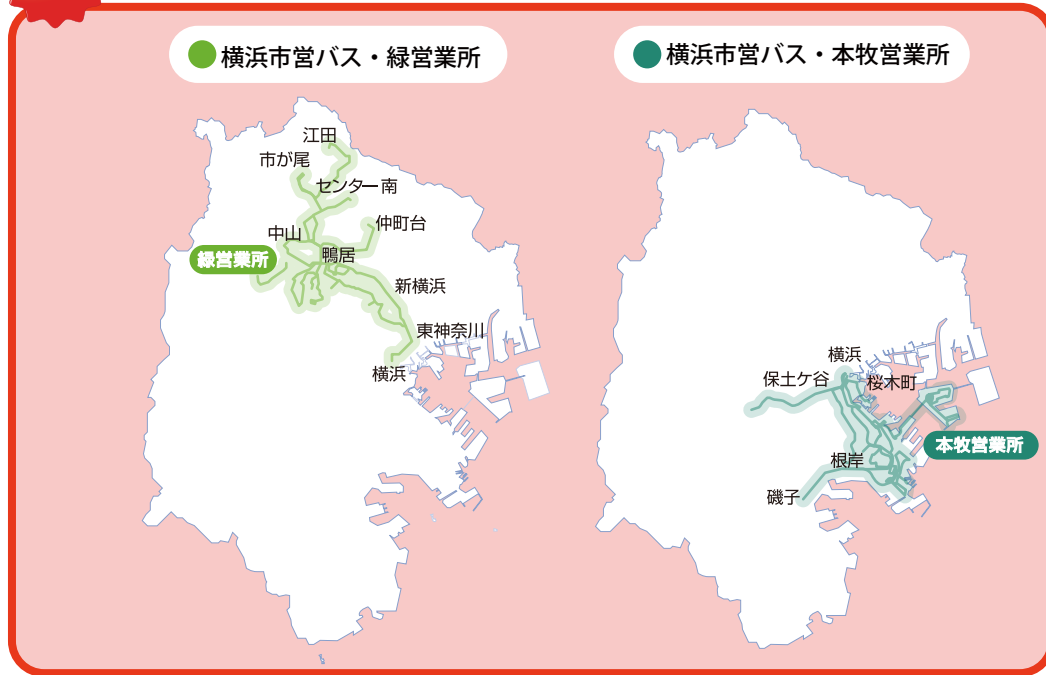 横浜市営バス・緑営業所
江田
市が尾
センター南
仲町台
中山
緑営業所
鴨居
新横浜
東神奈川
横浜
横浜市営バス・本牧営業所
横浜
保土ケ谷
桜木町
本牧営業所
根岸
磯子